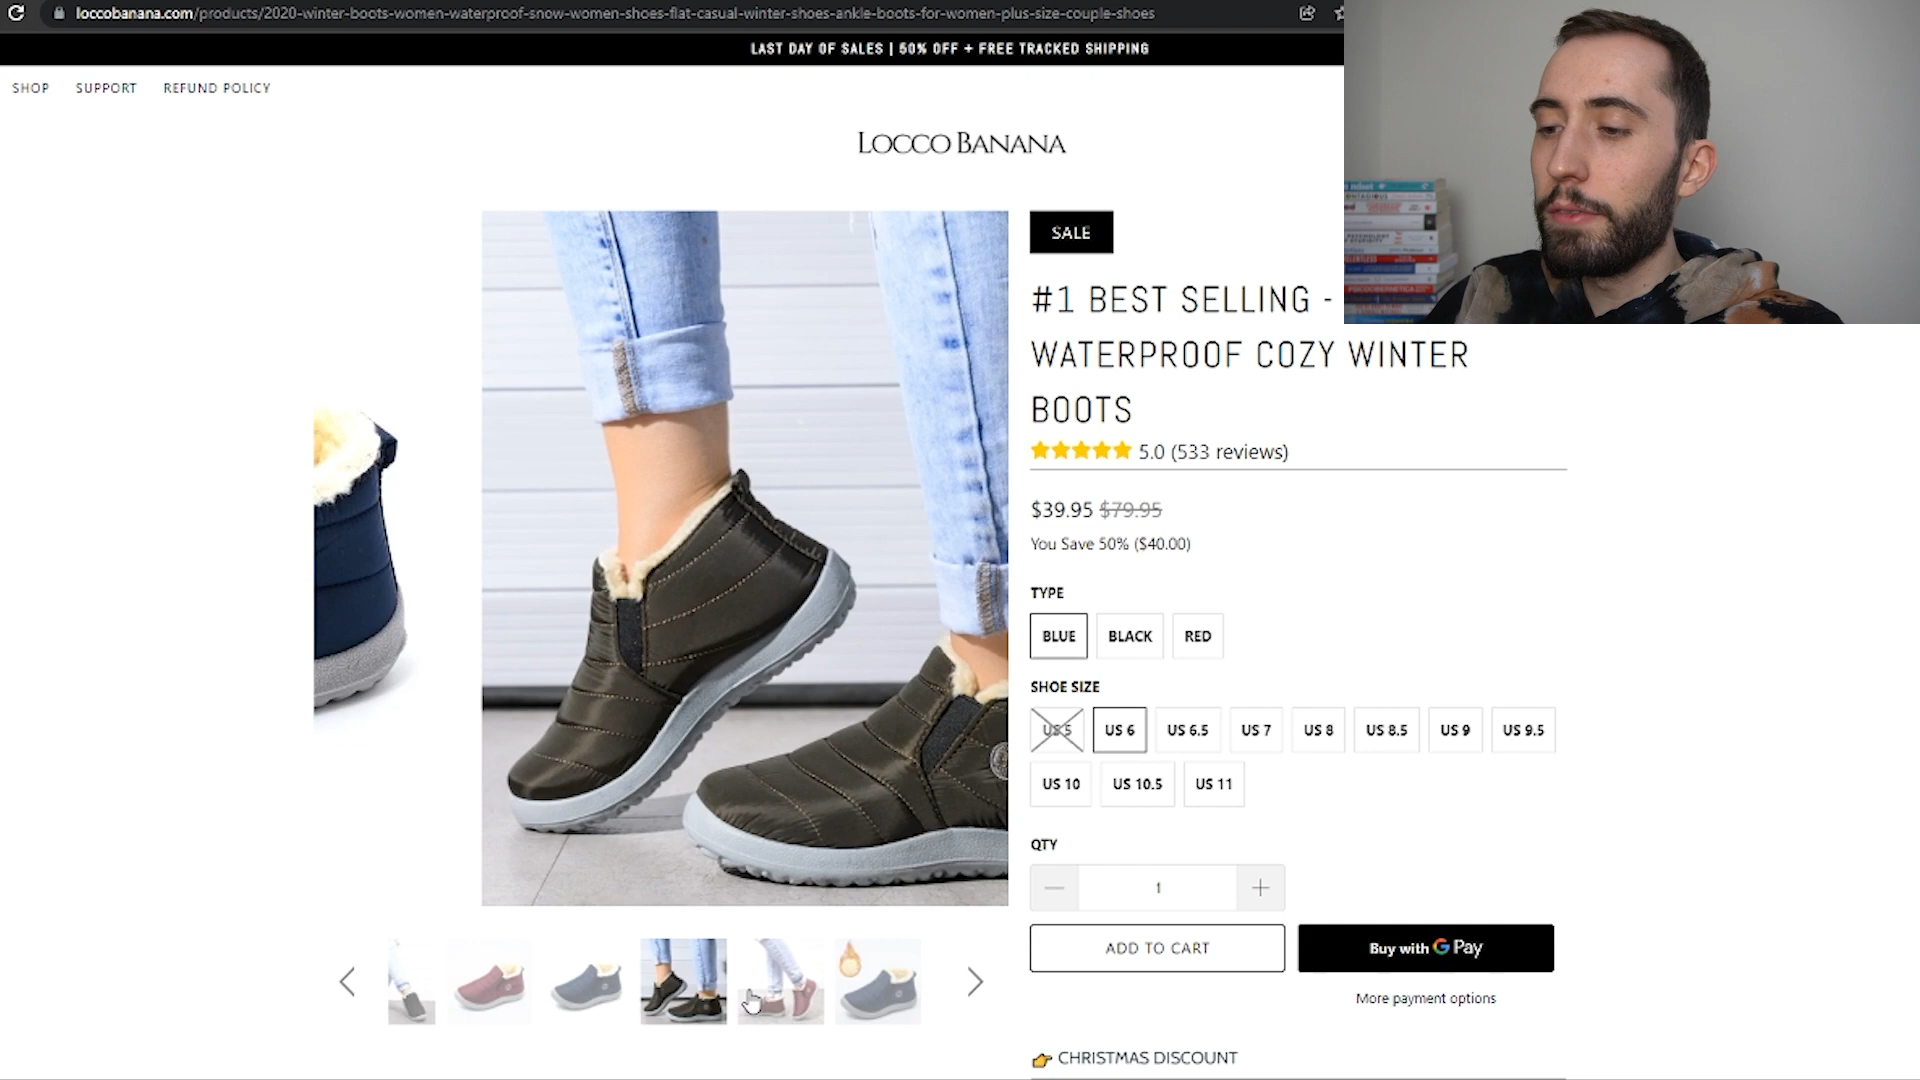 loccobanana.com/products/2020-winter-boots-women-waterproof-snow-women-shoes-flat-casual-winter-shoes-ankle-boots-for-women-plus-size-couple-shoes
LAST DAY OF SALES | 50% OFF + FREE TRACKED SHIPPING
SHOP SUPPORT REFUND POLICY
LOCCO BANANA
SALE
#1 BEST SELLING -
WATERPROOF COZY WINTER
BOOTS
5.0 (533 reviews)
$39.95 $79.95
You Save 50% ($40.00)
TYPE
BLUE BLACK RED
SHOE SIZE
US 5 US 6 US 6.5 US 7 US 8 US 8.5 US 9 US 9.5
US 10 US 10.5 US 11
QTY
1
ADD TO CART Buy with G Pay
More payment options
CHRISTMAS DISCOUNT